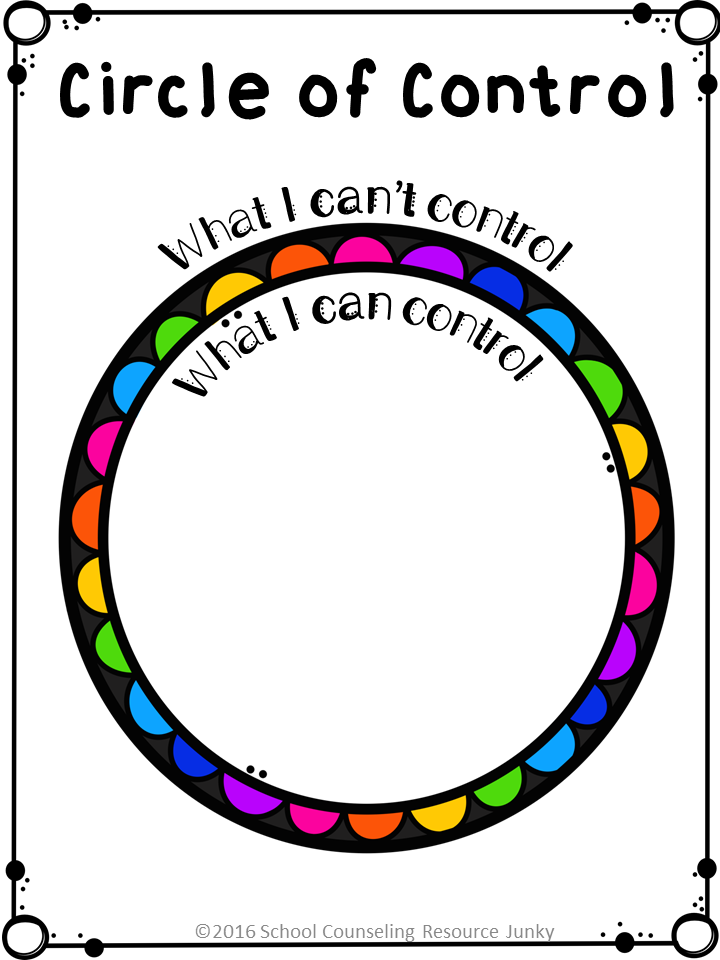 Circle of Control
What I can't control
What I can control
©2016 School Counseling Resource Junky